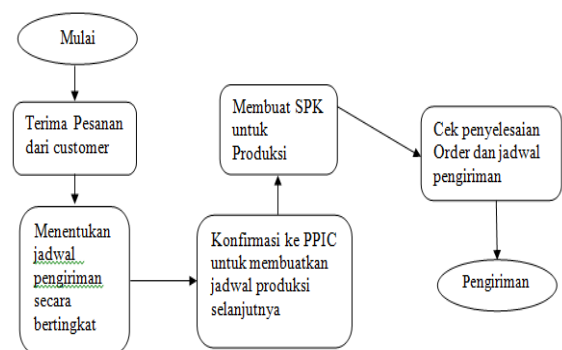 Mulai
Terima Pesanan
dari customer
Menentukan
jadwal
pengiriman
secara
bertingkat
Konfirmasi ke PPIC
untuk membuatkan
jadwal produksi
selanjutnya
Membuat SPK
untuk
Produksi
Cek penyelesaian
Order dan jadwal
pengiriman
Pengiriman